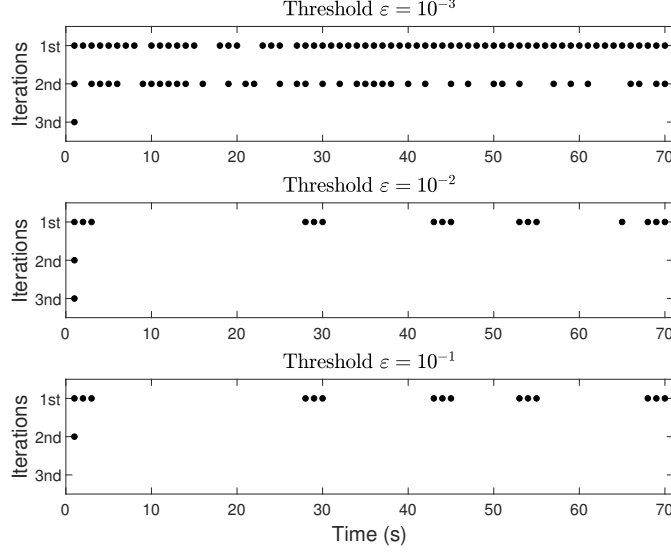 Threshold ε = 10⁻³
Iterations
1st
2nd
3nd
0 10 20 30 40 50 60 70
Threshold ε = 10⁻²
Iterations
1st
2nd
3nd
0 10 20 30 40 50 60 70
Threshold ε = 10⁻¹
Iterations
1st
2nd
3nd
0 10 20 30 40 50 60 70
Time (s)